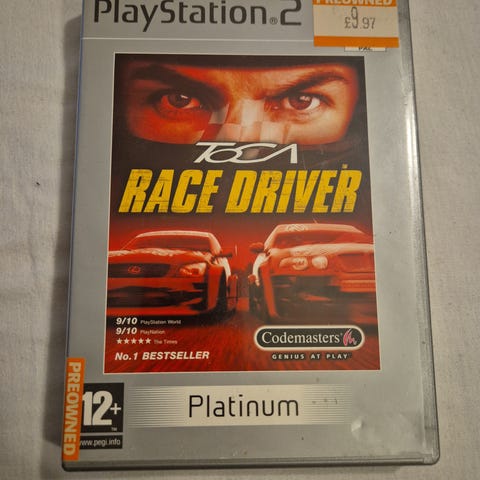 PlayStation 2
PREOWNED
£9.97
PAL
TOCA
RACE DRIVER
9/10 PlayStation World
9/10 PlayNation
★★★★★ The Times
No.1 BESTSELLER
Codemasters
GENIUS AT PLAY
PREOWNED
12+
www.pegi.info
Platinum